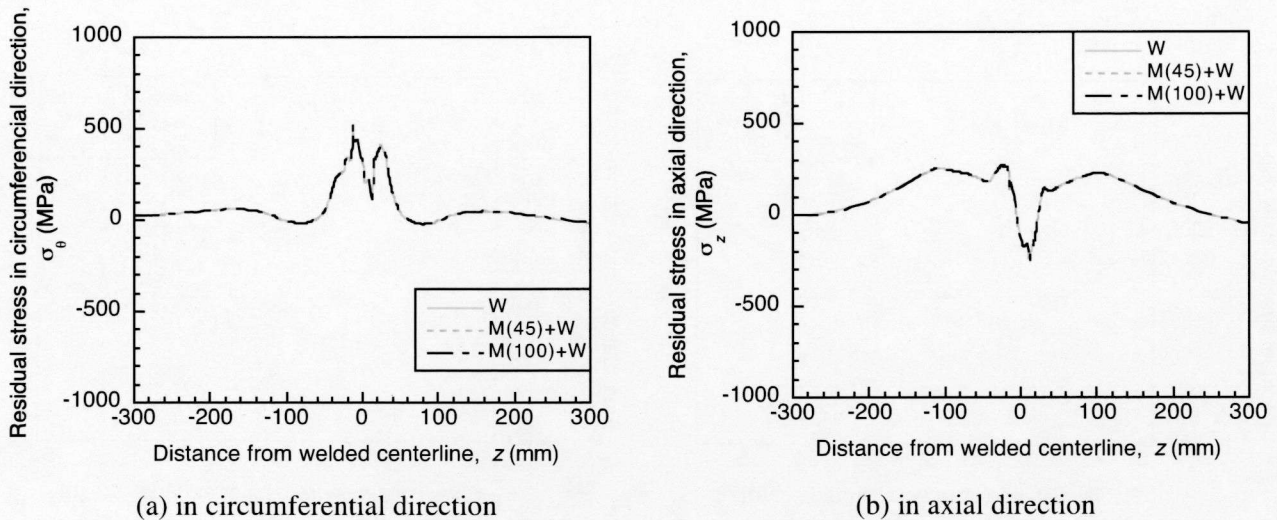 Residual stress in circumferencial direction,
σθ (MPa)
1000
500
0
-500
-1000
W
M(45)+W
M(100)+W
-300 -200 -100 0 100 200 300
Distance from welded centerline, z (mm)
(a) in circumferential direction
Residual stress in axial direction,
σz (MPa)
1000
500
0
-500
-1000
W
M(45)+W
M(100)+W
-300 -200 -100 0 100 200 300
Distance from welded centerline, z (mm)
(b) in axial direction